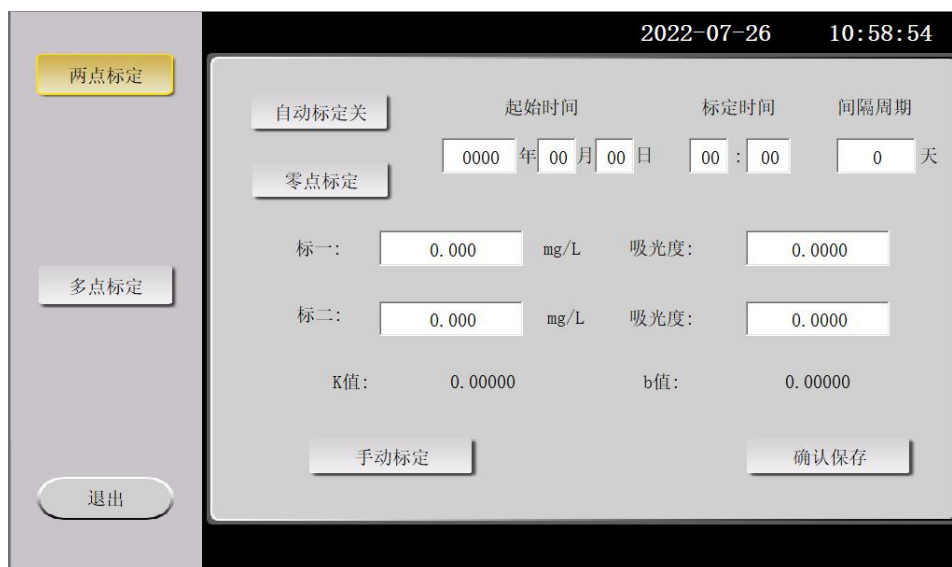 2022-07-26 10:58:54
两点标定
自动标定关 起始时间 标定时间 间隔周期
0000 年 00 月 00 日 00 : 00 0 天
零点标定
标一: 0.000 mg/L 吸光度: 0.0000
多点标定
标二: 0.000 mg/L 吸光度: 0.0000
K值: 0.00000 b值: 0.00000
手动标定 确认保存
退出